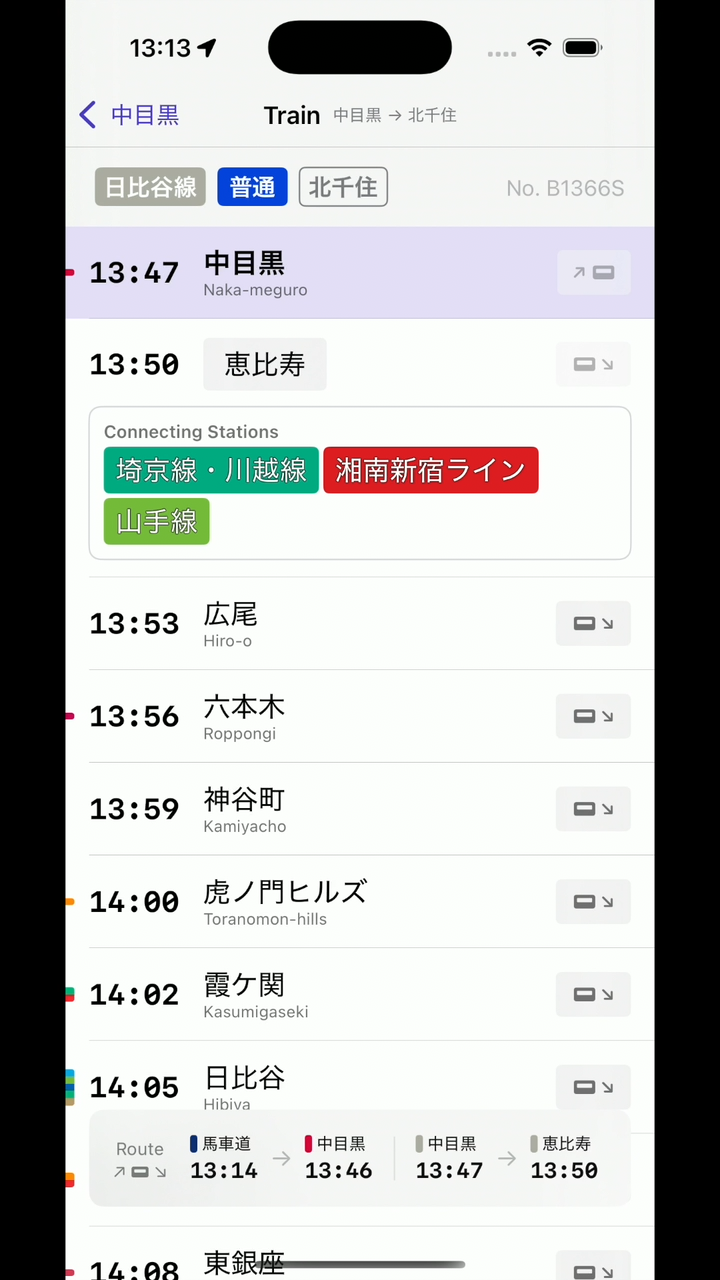 13:13
中目黒 Train 中目黒 → 北千住
日比谷線 普通 北千住 No. B1366S
13:47 中目黒
Naka-meguro
13:50 恵比寿
Connecting Stations
埼京線・川越線 湘南新宿ライン
山手線
13:53 広尾
Hiro-o
13:56 六本木
Roppongi
13:59 神谷町
Kamiyacho
14:00 虎ノ門ヒルズ
Toranomon-hills
14:02 霞ケ関
Kasumigaseki
14:05 日比谷
Hibiya
Route 馬車道 → 中目黒 中目黒 → 恵比寿
13:14 13:46 13:47 13:50
14:08 東銀座